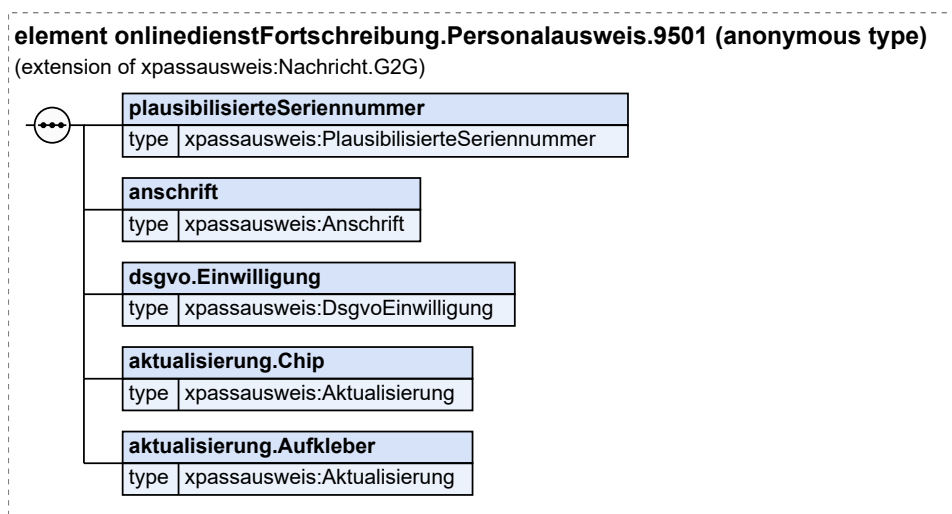 element onlinedienstFortschreibung.Personalausweis.9501 (anonymous type)
(extension of xpassausweis:Nachricht.G2G)
plausibilisierteSeriennummer
type xpassausweis:PlausibilisierteSeriennummer
anschrift
type xpassausweis:Anschrift
dsgvo.Einwilligung
type xpassausweis:DsgvoEinwilligung
aktualisierung.Chip
type xpassausweis:Aktualisierung
aktualisierung.Aufkleber
type xpassausweis:Aktualisierung